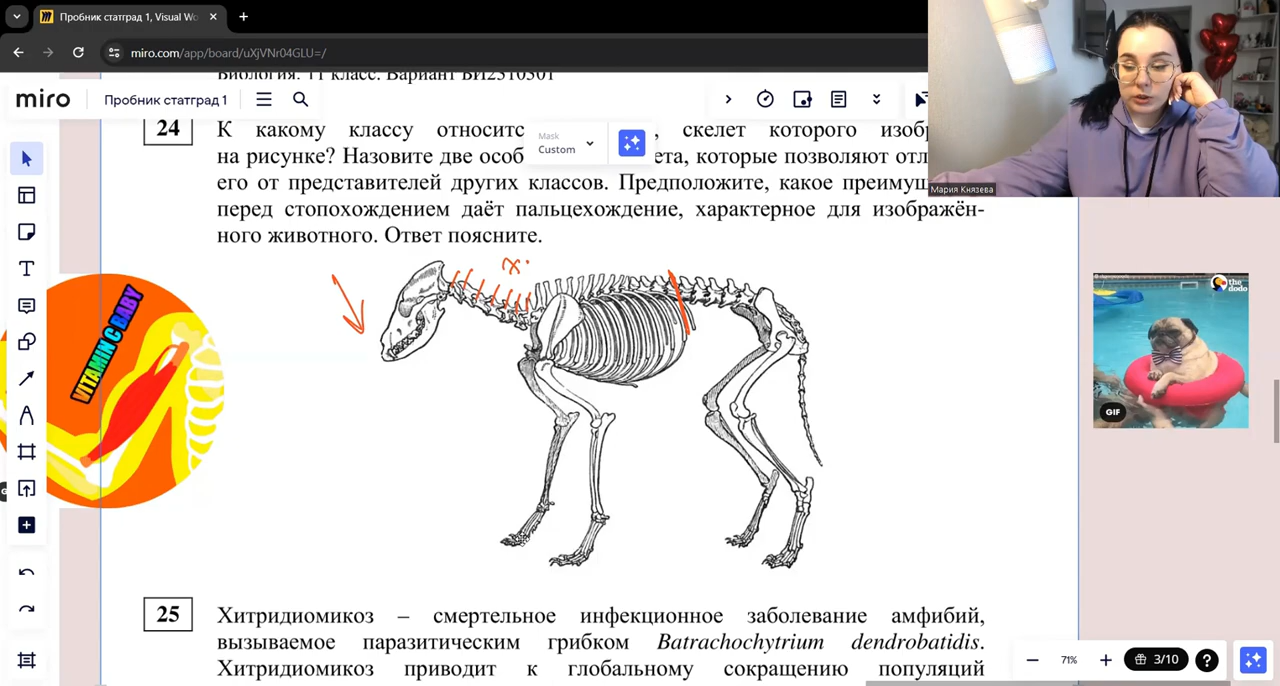 Пробник статград 1, Visual Wo
miro.com/app/board/uXjVNr04GLU=/
Биология. 11 класс. Вариант БИ2310301
miro
Пробник статград 1
Mask
Custom
Мария Князева
24
К какому классу относитс скелет которого изобр
на рисунке? Назовите две особ ета, которые позволяют отл
его от представителей других классов. Предположите, какое преимущ
перед стопохождением даёт пальцехождение, характерное для изображён-
ного животного. Ответ поясните.
VITAMIN C BABY
the dodo
GIF
25
Хитридиомикоз – смертельное инфекционное заболевание амфибий,
вызываемое паразитическим грибком Batrachochytrium dendrobatidis.
Хитридиомикоз приводит к глобальному сокращению популяций
71%
3/10